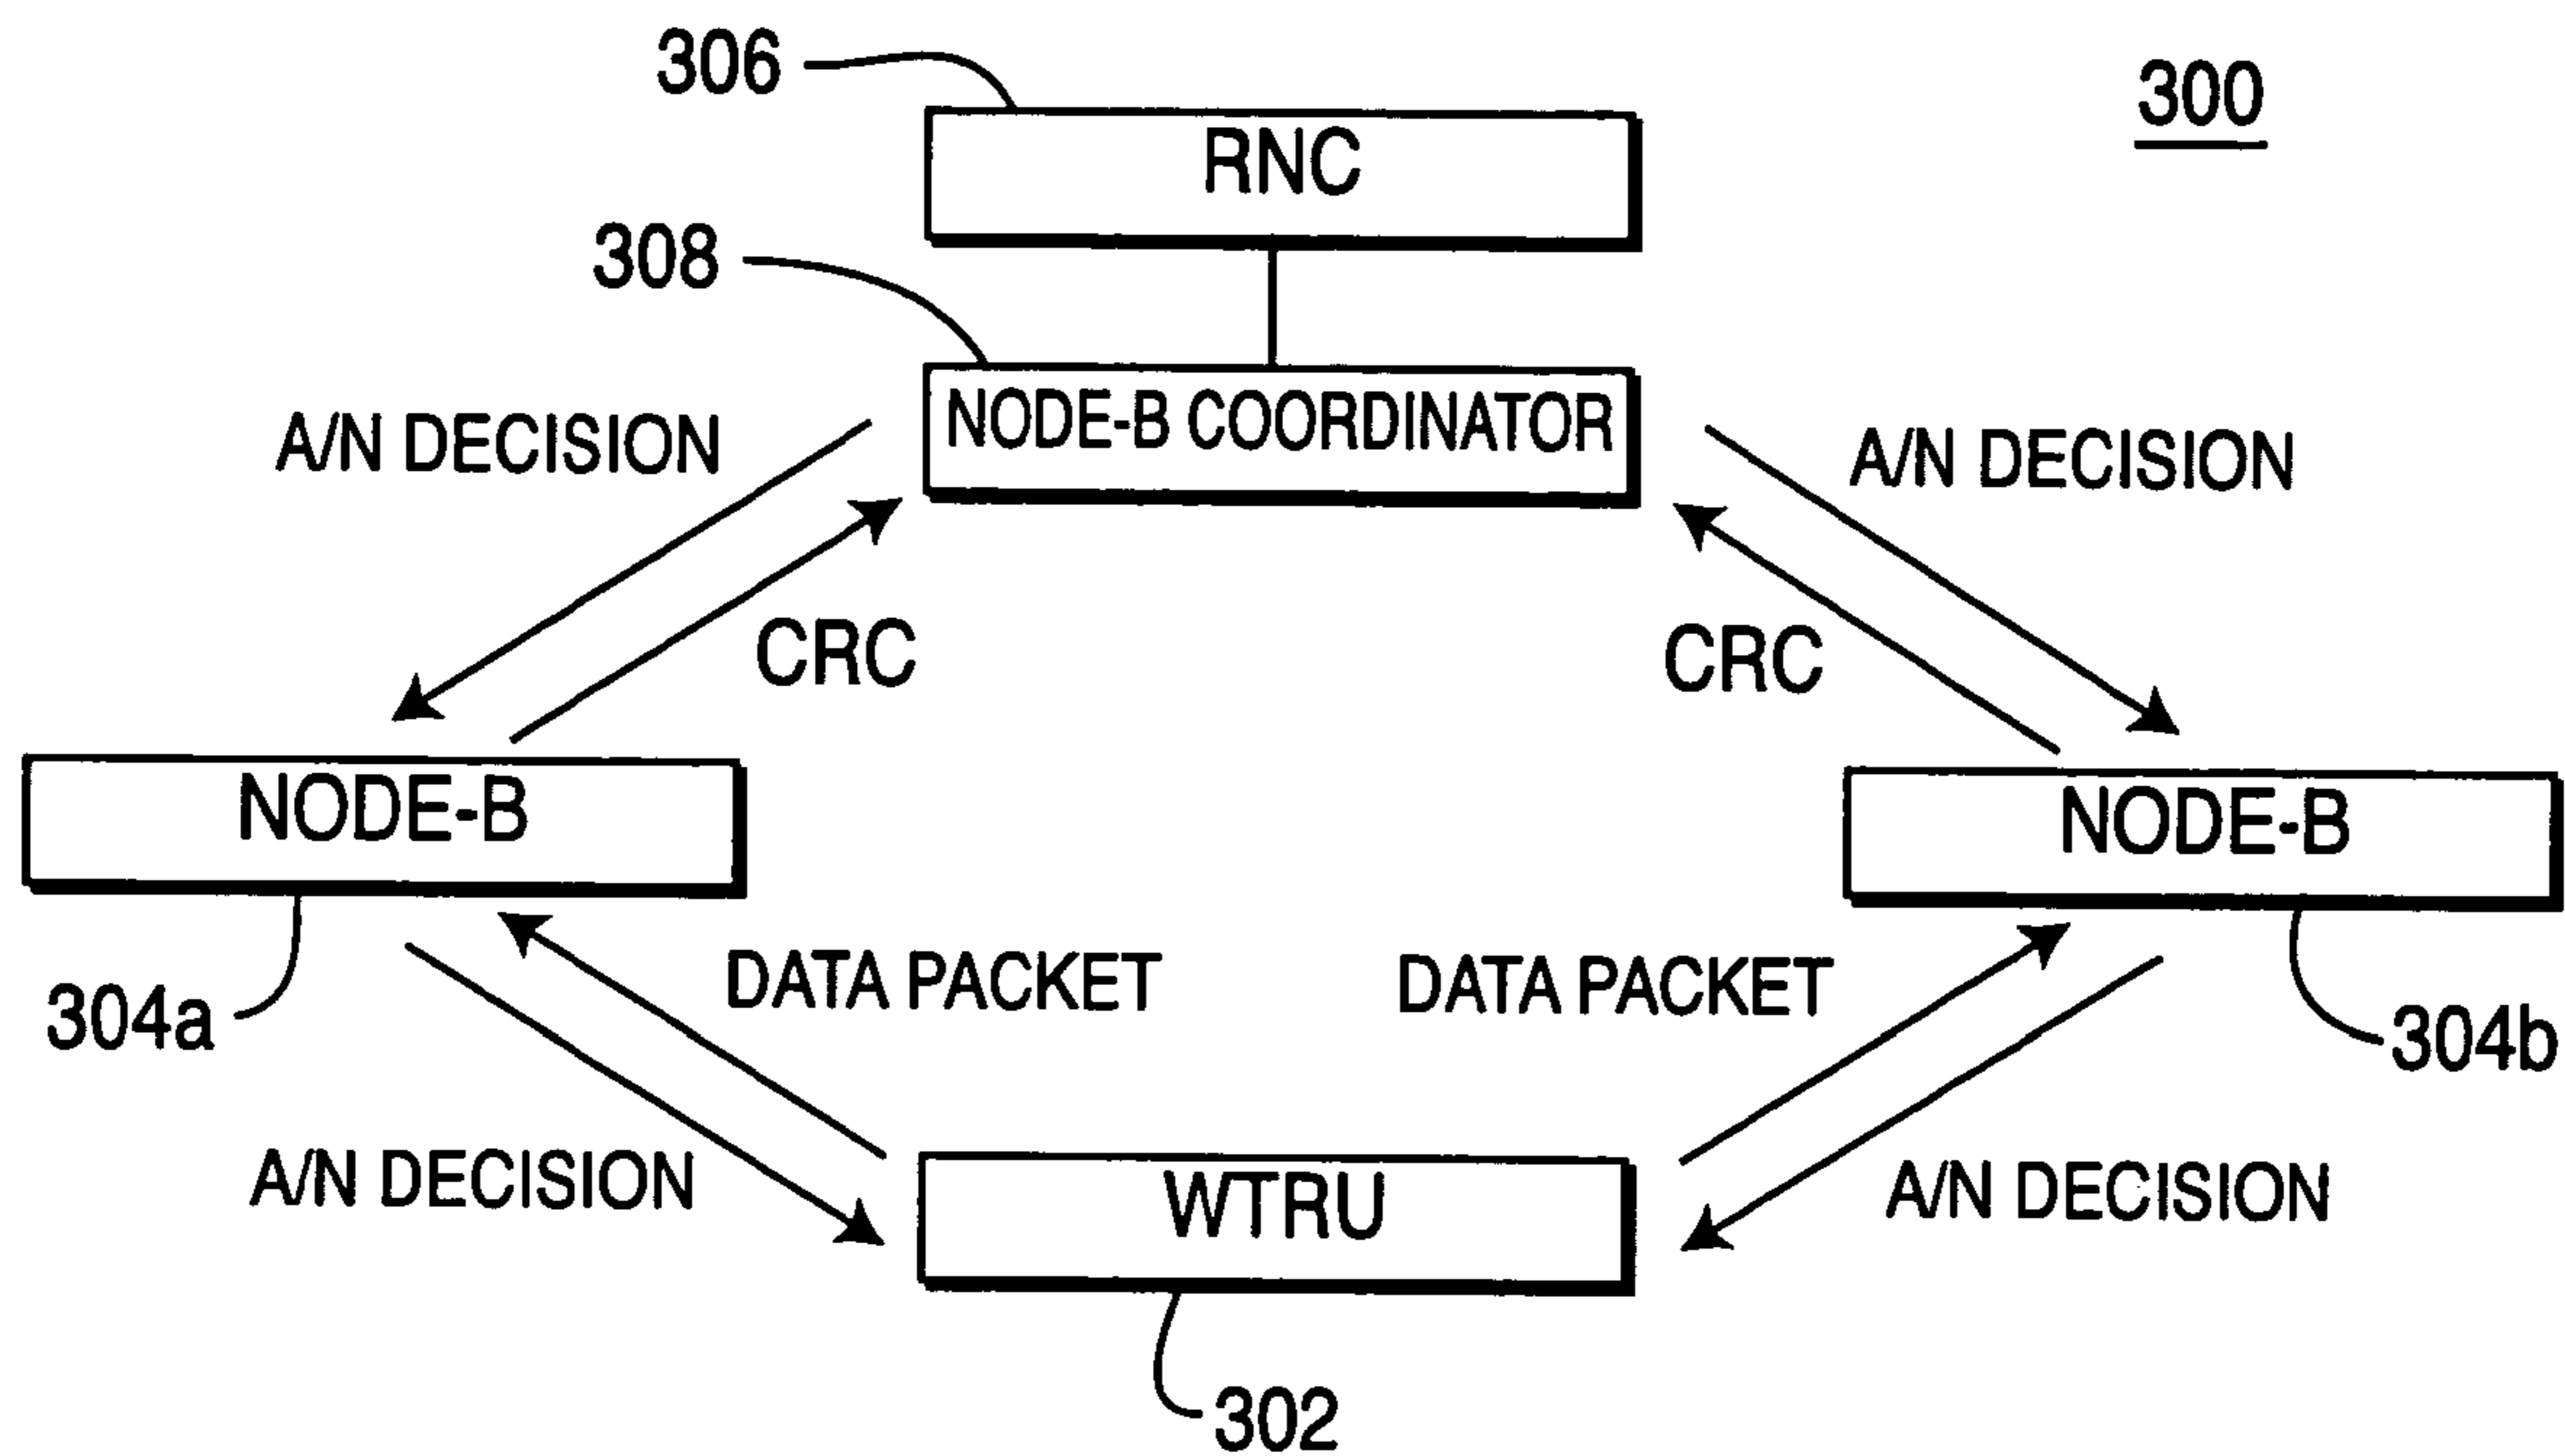 306
300
RNC
308
NODE-B COORDINATOR
A/N DECISION
A/N DECISION
CRC
CRC
NODE-B
NODE-B
304a
DATA PACKET
DATA PACKET
304b
A/N DECISION
WTRU
A/N DECISION
302